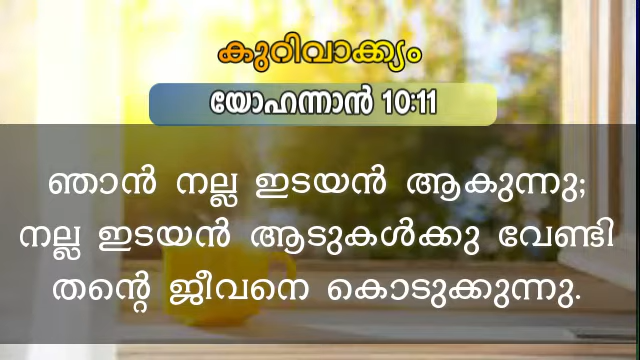 കുറിവാക്ക്യം
യോഹന്നാൻ 10:11
ഞാൻ നല്ല ഇടയൻ ആകുന്നു;
നല്ല ഇടയൻ ആടുകൾക്കു വേണ്ടി
തന്റെ ജീവനെ കൊടുക്കുന്നു.